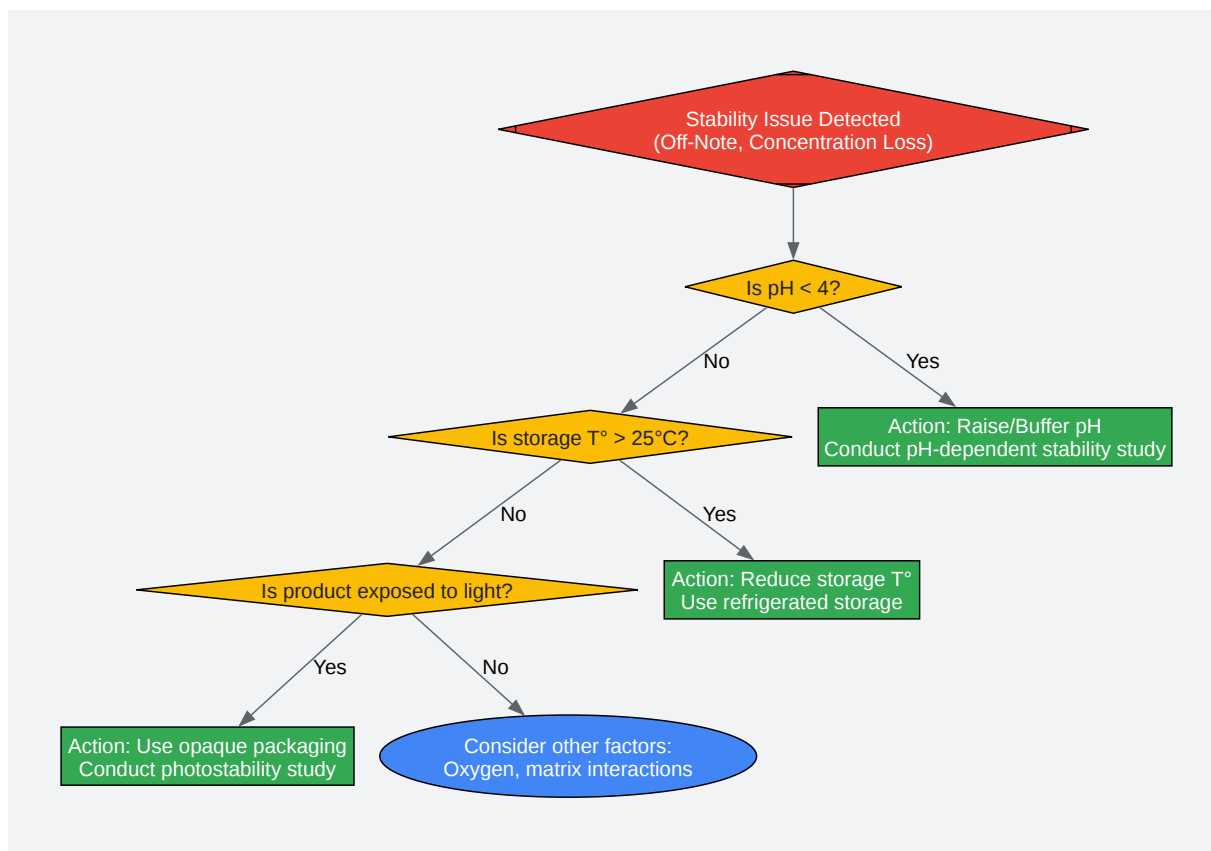 Stability Issue Detected
(Off-Note, Concentration Loss)
Is pH < 4?
No
Yes
Is storage T° > 25°C?
Action: Raise/Buffer pH
Conduct pH-dependent stability study
No
Yes
Is product exposed to light?
Action: Reduce storage T°
Use refrigerated storage
Yes
No
Action: Use opaque packaging
Conduct photostability study
Consider other factors:
Oxygen, matrix interactions